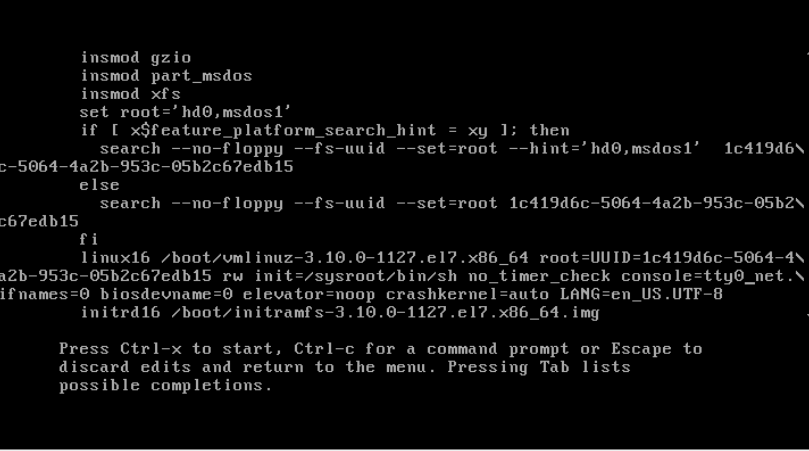 insmod gzio
insmod part_msdos
insmod xfs
set root='hd0,msdos1'
if [ x$feature_platform_search_hint = xy ]; then
search --no-floppy --fs-uuid --set=root --hint='hd0,msdos1'  1c419d6\
c-5064-4a2b-953c-05b2c67edb15
else
search --no-floppy --fs-uuid --set=root 1c419d6c-5064-4a2b-953c-05b2\
c67edb15
fi
linux16 /boot/vmlinuz-3.10.0-1127.el7.x86_64 root=UUID=1c419d6c-5064-4\
a2b-953c-05b2c67edb15 rw init=/sysroot/bin/sh no_timer_check console=tty0_net.\
ifnames=0 biosdevname=0 elevator=noop crashkernel=auto LANG=en_US.UTF-8
initrd16 /boot/initramfs-3.10.0-1127.el7.x86_64.img
Press Ctrl-x to start, Ctrl-c for a command prompt or Escape to
discard edits and return to the menu. Pressing Tab lists
possible completions.